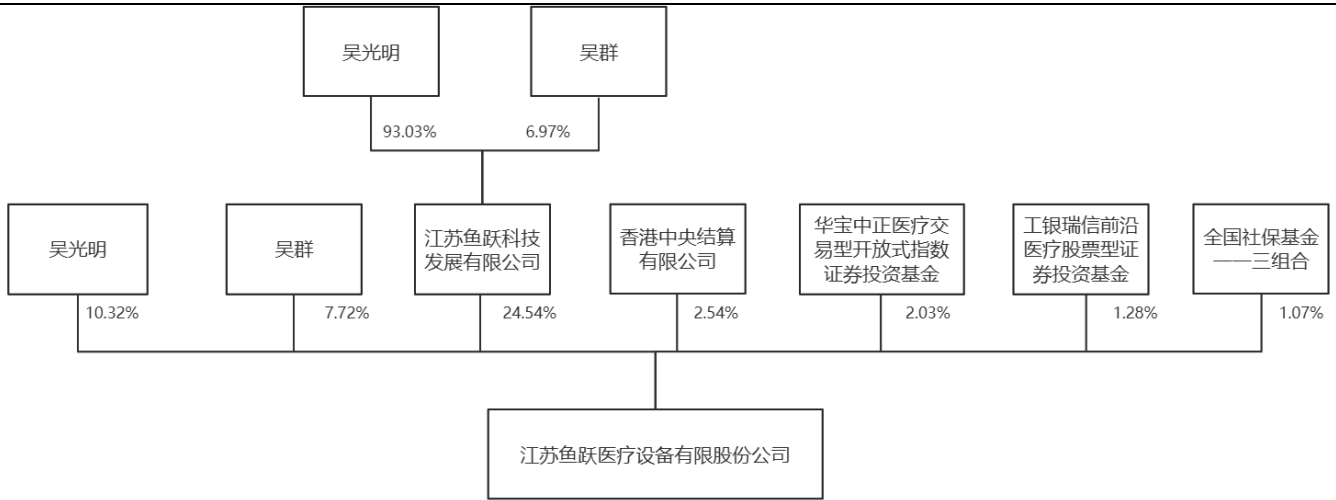 吴光明
吴群
93.03%
6.97%
吴光明
吴群
江苏鱼跃科技
发展有限公司
香港中央结算
有限公司
华宝中正医疗交
易型开放式指数
证券投资基金
工银瑞信前沿
医疗股票型证
券投资基金
全国社保基金
一一三组合
10.32%
7.72%
24.54%
2.54%
2.03%
1.28%
1.07%
江苏鱼跃医疗设备有限股份公司